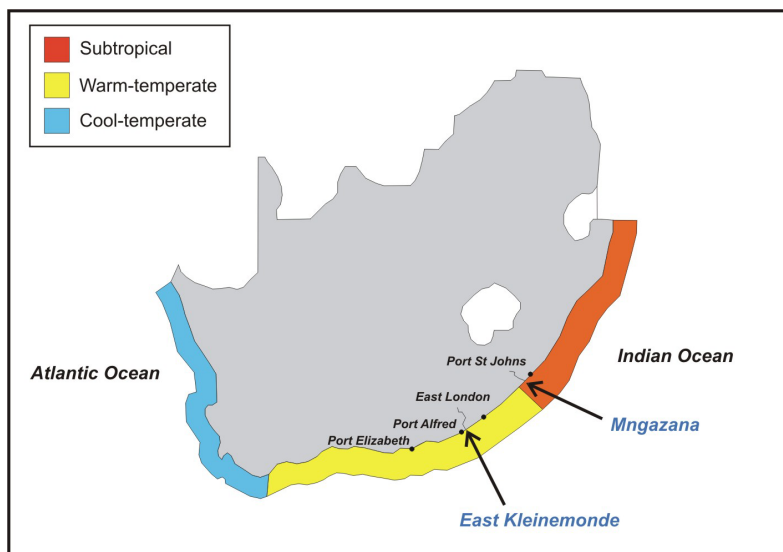 Subtropical
Warm-temperate
Cool-temperate
Port St Johns
Indian Ocean
Atlantic Ocean
East London
Port Alfred
Mngazana
Port Elizabeth
East Kleinemonde